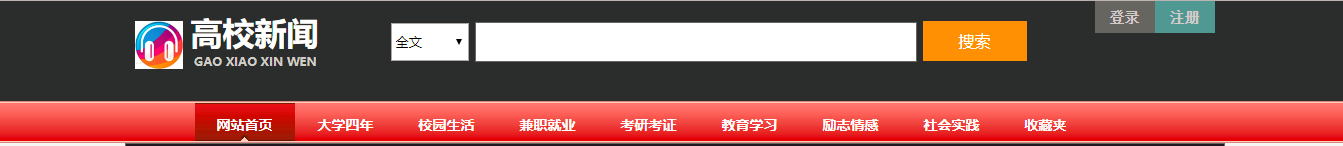 登录 注册
高校新闻
GAO XIAO XIN WEN
全文 搜索
网站首页 大学四年 校园生活 兼职就业 考研考证 教育学习 励志情感 社会实践 收藏夹